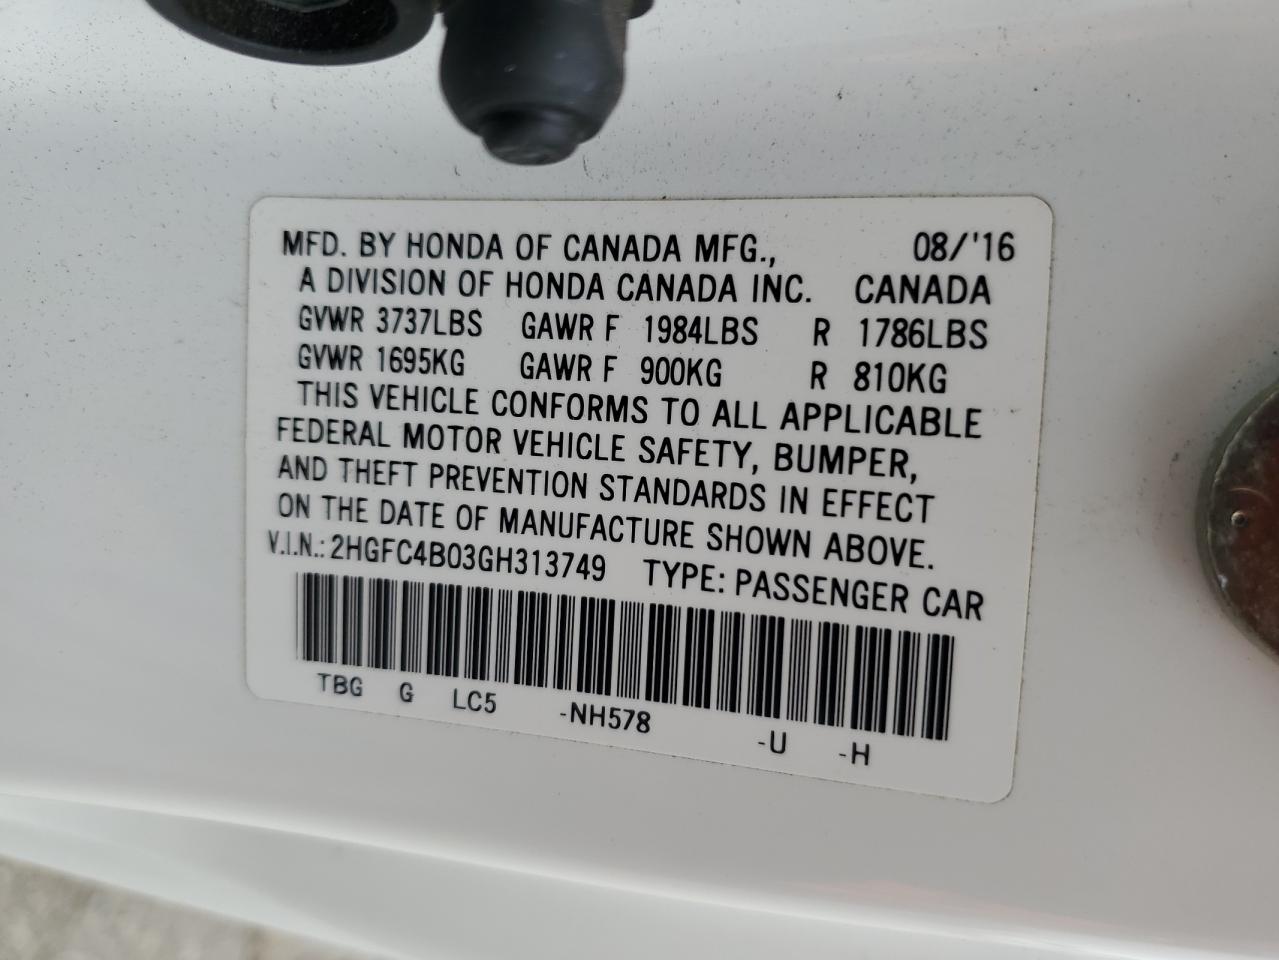 MFD. BY HONDA OF CANADA MFG., 08/'16
A DIVISION OF HONDA CANADA INC. CANADA
GVWR 3737LBS GAWR F 1984LBS R 1786LBS
GVWR 1695KG GAWR F 900KG R 810KG
THIS VEHICLE CONFORMS TO ALL APPLICABLE
FEDERAL MOTOR VEHICLE SAFETY, BUMPER,
AND THEFT PREVENTION STANDARDS IN EFFECT
ON THE DATE OF MANUFACTURE SHOWN ABOVE.
V.I.N.: 2HGFC4B03GH313749 TYPE: PASSENGER CAR
TBG G LC5 -NH578 -U -H